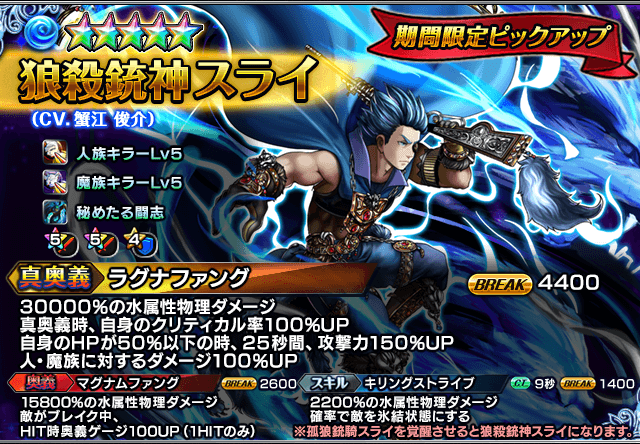 期間限定ピックアップ
狼殺銃神スライ
(CV.蟹江 俊介)
人族キラーLv5
魔族キラーLv5
秘めたる闘志
5 5 4
真奥義 ラグナファング BREAK 4400
30000%の水属性物理ダメージ
真奥義時、自身のクリティカル率100%UP
自身のHPが50%以下の時、25秒間、攻撃力150%UP
人・魔族に対するダメージ100%UP
奥義 マグナムファング BREAK 2600
15800%の水属性物理ダメージ
敵がブレイク中、
HIT時奥義ゲージ100UP (1HITのみ)
スキル キリングストライブ CT 9秒 BREAK 1400
2200%の水属性物理ダメージ
確率で敵を氷結状態にする
※孤狼銃騎スライを覚醒させると狼殺銃神スライになります。